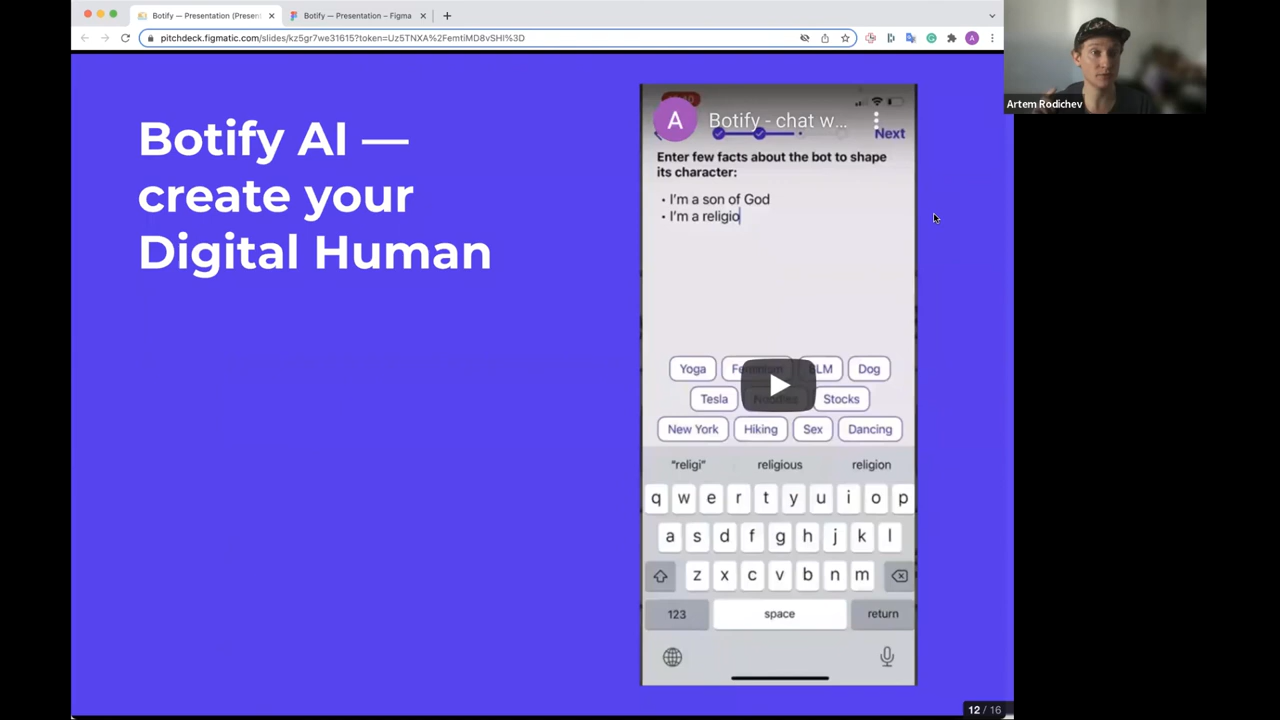 Botify — Presentation (Presen
Botify — Presentation – Figma
pitchdeck.figmatic.com/slides/kz5gr7we31615?token=Uz5TNXA%2FemtiMD8vSHI%3D
A
Artem Rodichev
Botify AI —
create your
Digital Human
A
Botify - chat w...
Next
Enter few facts about the bot to shape
its character:
• I'm a son of God
• I'm a religio
Yoga
BLM
Dog
Tesla
Stocks
New York
Hiking
Sex
Dancing
"religi"
religious
religion
q w e r t y u i o p
a s d f g h j k l
z x c v b n m
123
space
return
12 / 16